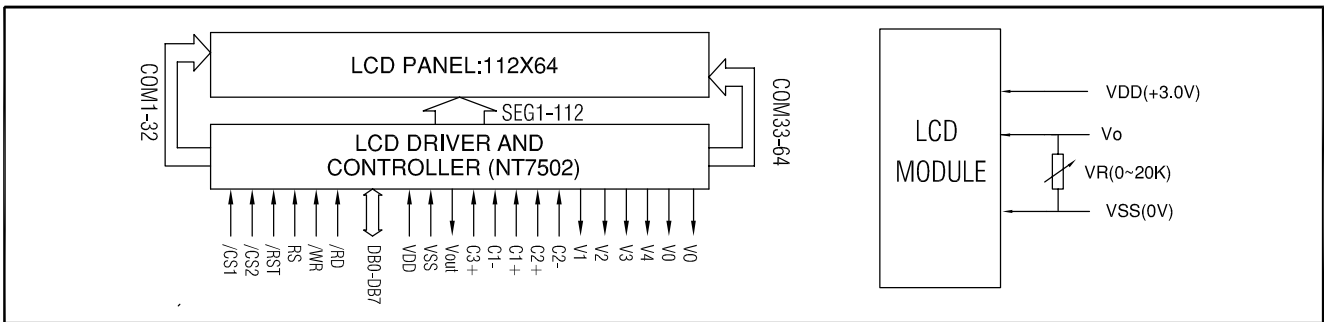 LCD PANEL:112X64
COM1-32
SEG1-112
COM33-64
LCD DRIVER AND
CONTROLLER (NT7502)
/CS1
/CS2
/RST
RS
/WR
/RD
DB0-DB7
VDD
VSS
Vout
C3+
C1-
C1+
C2+
C2-
V1
V2
V3
V4
V0
V0
LCD
MODULE
VDD(+3.0V)
Vo
VR(0~20K)
VSS(0V)